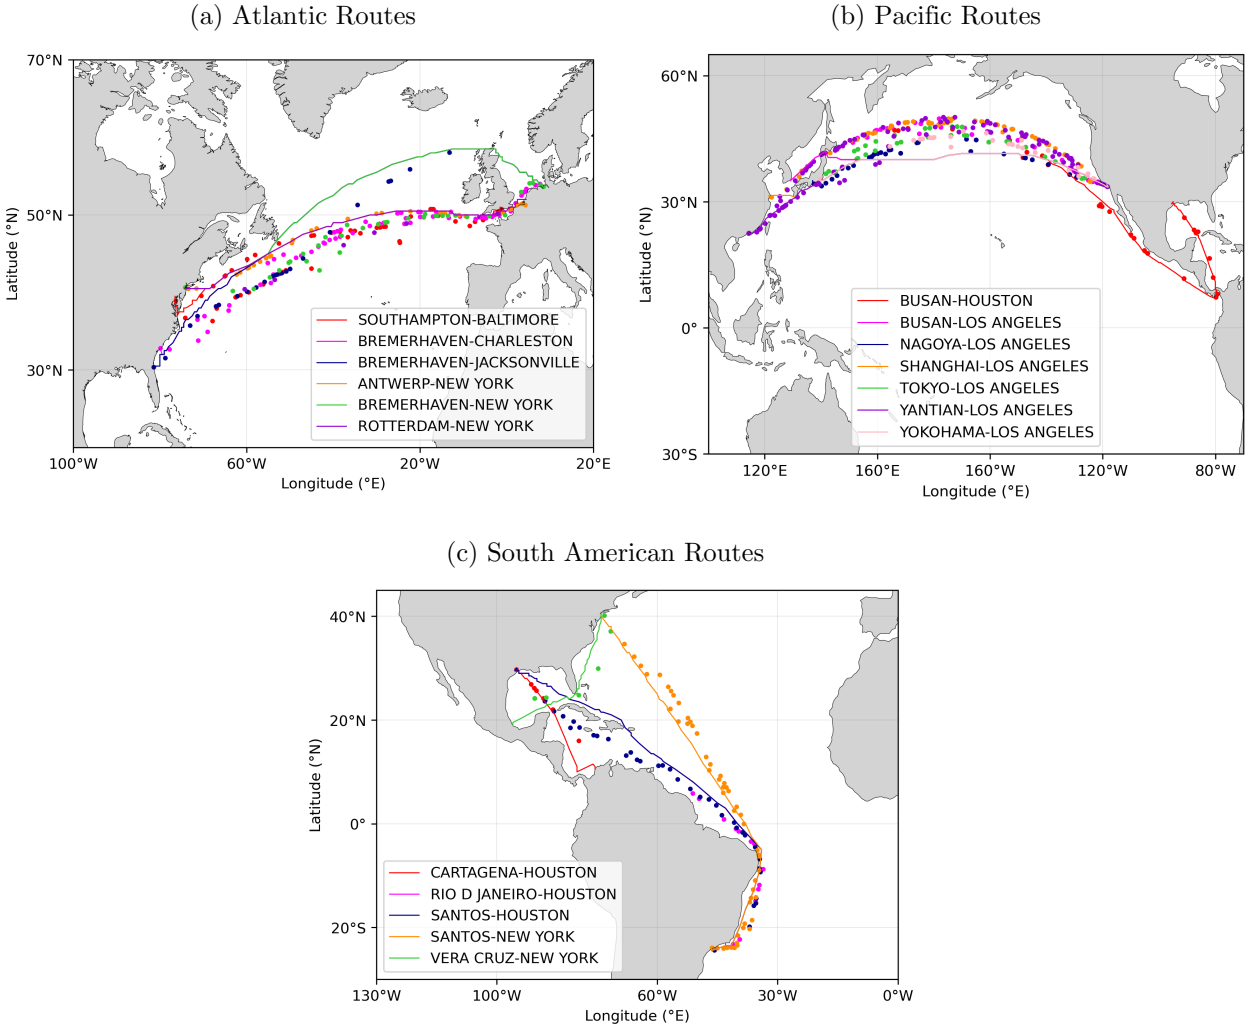 (a) Atlantic Routes
70°N
50°N
30°N
Latitude (°N)
SOUTHAMPTON-BALTIMORE
BREMERHAVEN-CHARLESTON
BREMERHAVEN-JACKSONVILLE
ANTWERP-NEW YORK
BREMERHAVEN-NEW YORK
ROTTERDAM-NEW YORK
100°W 60°W 20°W 20°E
Longitude (°E)
(b) Pacific Routes
60°N
30°N
0°
30°S
Latitude (°N)
BUSAN-HOUSTON
BUSAN-LOS ANGELES
NAGOYA-LOS ANGELES
SHANGHAI-LOS ANGELES
TOKYO-LOS ANGELES
YANTIAN-LOS ANGELES
YOKOHAMA-LOS ANGELES
120°E 160°E 160°W 120°W 80°W
Longitude (°E)
(c) South American Routes
40°N
20°N
0°
20°S
Latitude (°N)
CARTAGENA-HOUSTON
RIO D JANEIRO-HOUSTON
SANTOS-HOUSTON
SANTOS-NEW YORK
VERA CRUZ-NEW YORK
130°W 100°W 60°W 30°W 0°W
Longitude (°E)